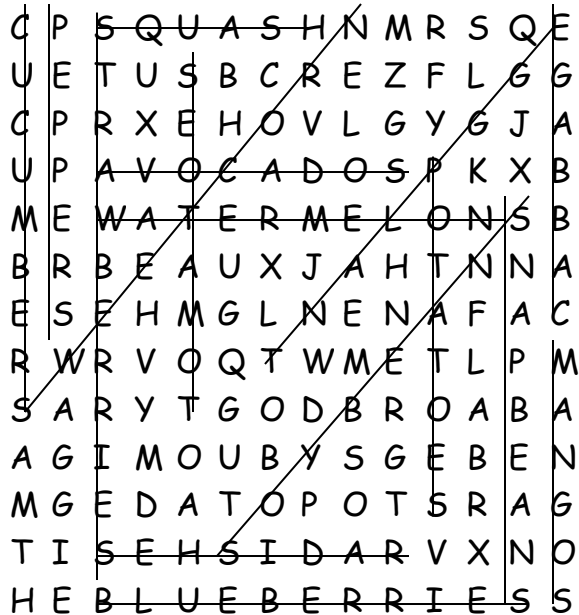 C P S Q U A S H N M R S Q E
U E T U S B C R E Z F L G G
C P R X E H O V L G Y G J A
U P A V O C A D O S P K X B
M E W A T E R M E L O N S B
B R B E A U X J A H T N N A
E S E H M G L N E N A F A C
R W R V O Q T W M E T L P M
S A R Y T G O D B R O A B A
A G I M O U B Y S G E B E N
M G E D A T O P O T S R A G
T I S E H S I D A R V X N O
H E B L U E B E R R I E S S